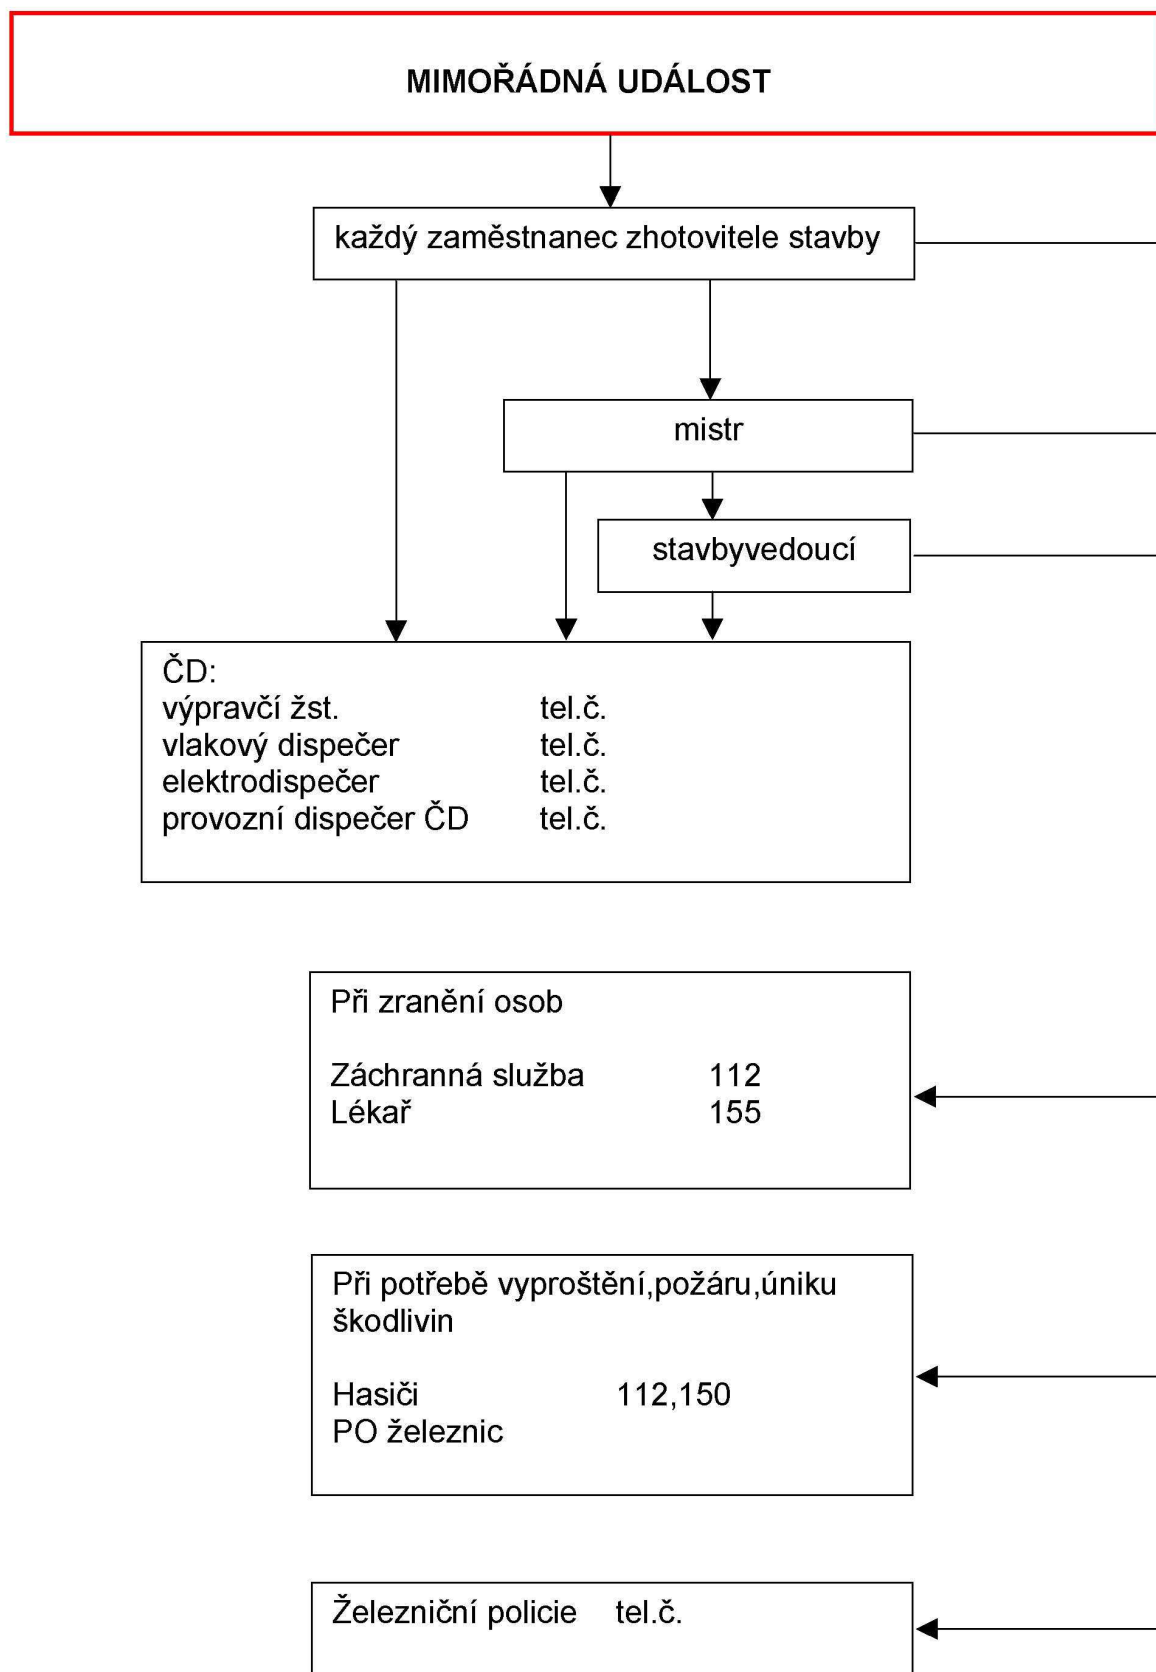 MIMOŘÁDNÁ UDÁLOST
každý zaměstnanec zhotovitele stavby
mistr
stavbyvedoucí
ČD:
výpravčí žst. tel.č.
vlakový dispečer tel.č.
elektrodispečer tel.č.
provozní dispečer ČD tel.č.
Při zranění osob
Záchranná služba 112
Lékař 155
Při potřebě vyproštění,požáru,úniku
škodlivin
Hasiči 112,150
PO železnic
Železniční policie tel.č.